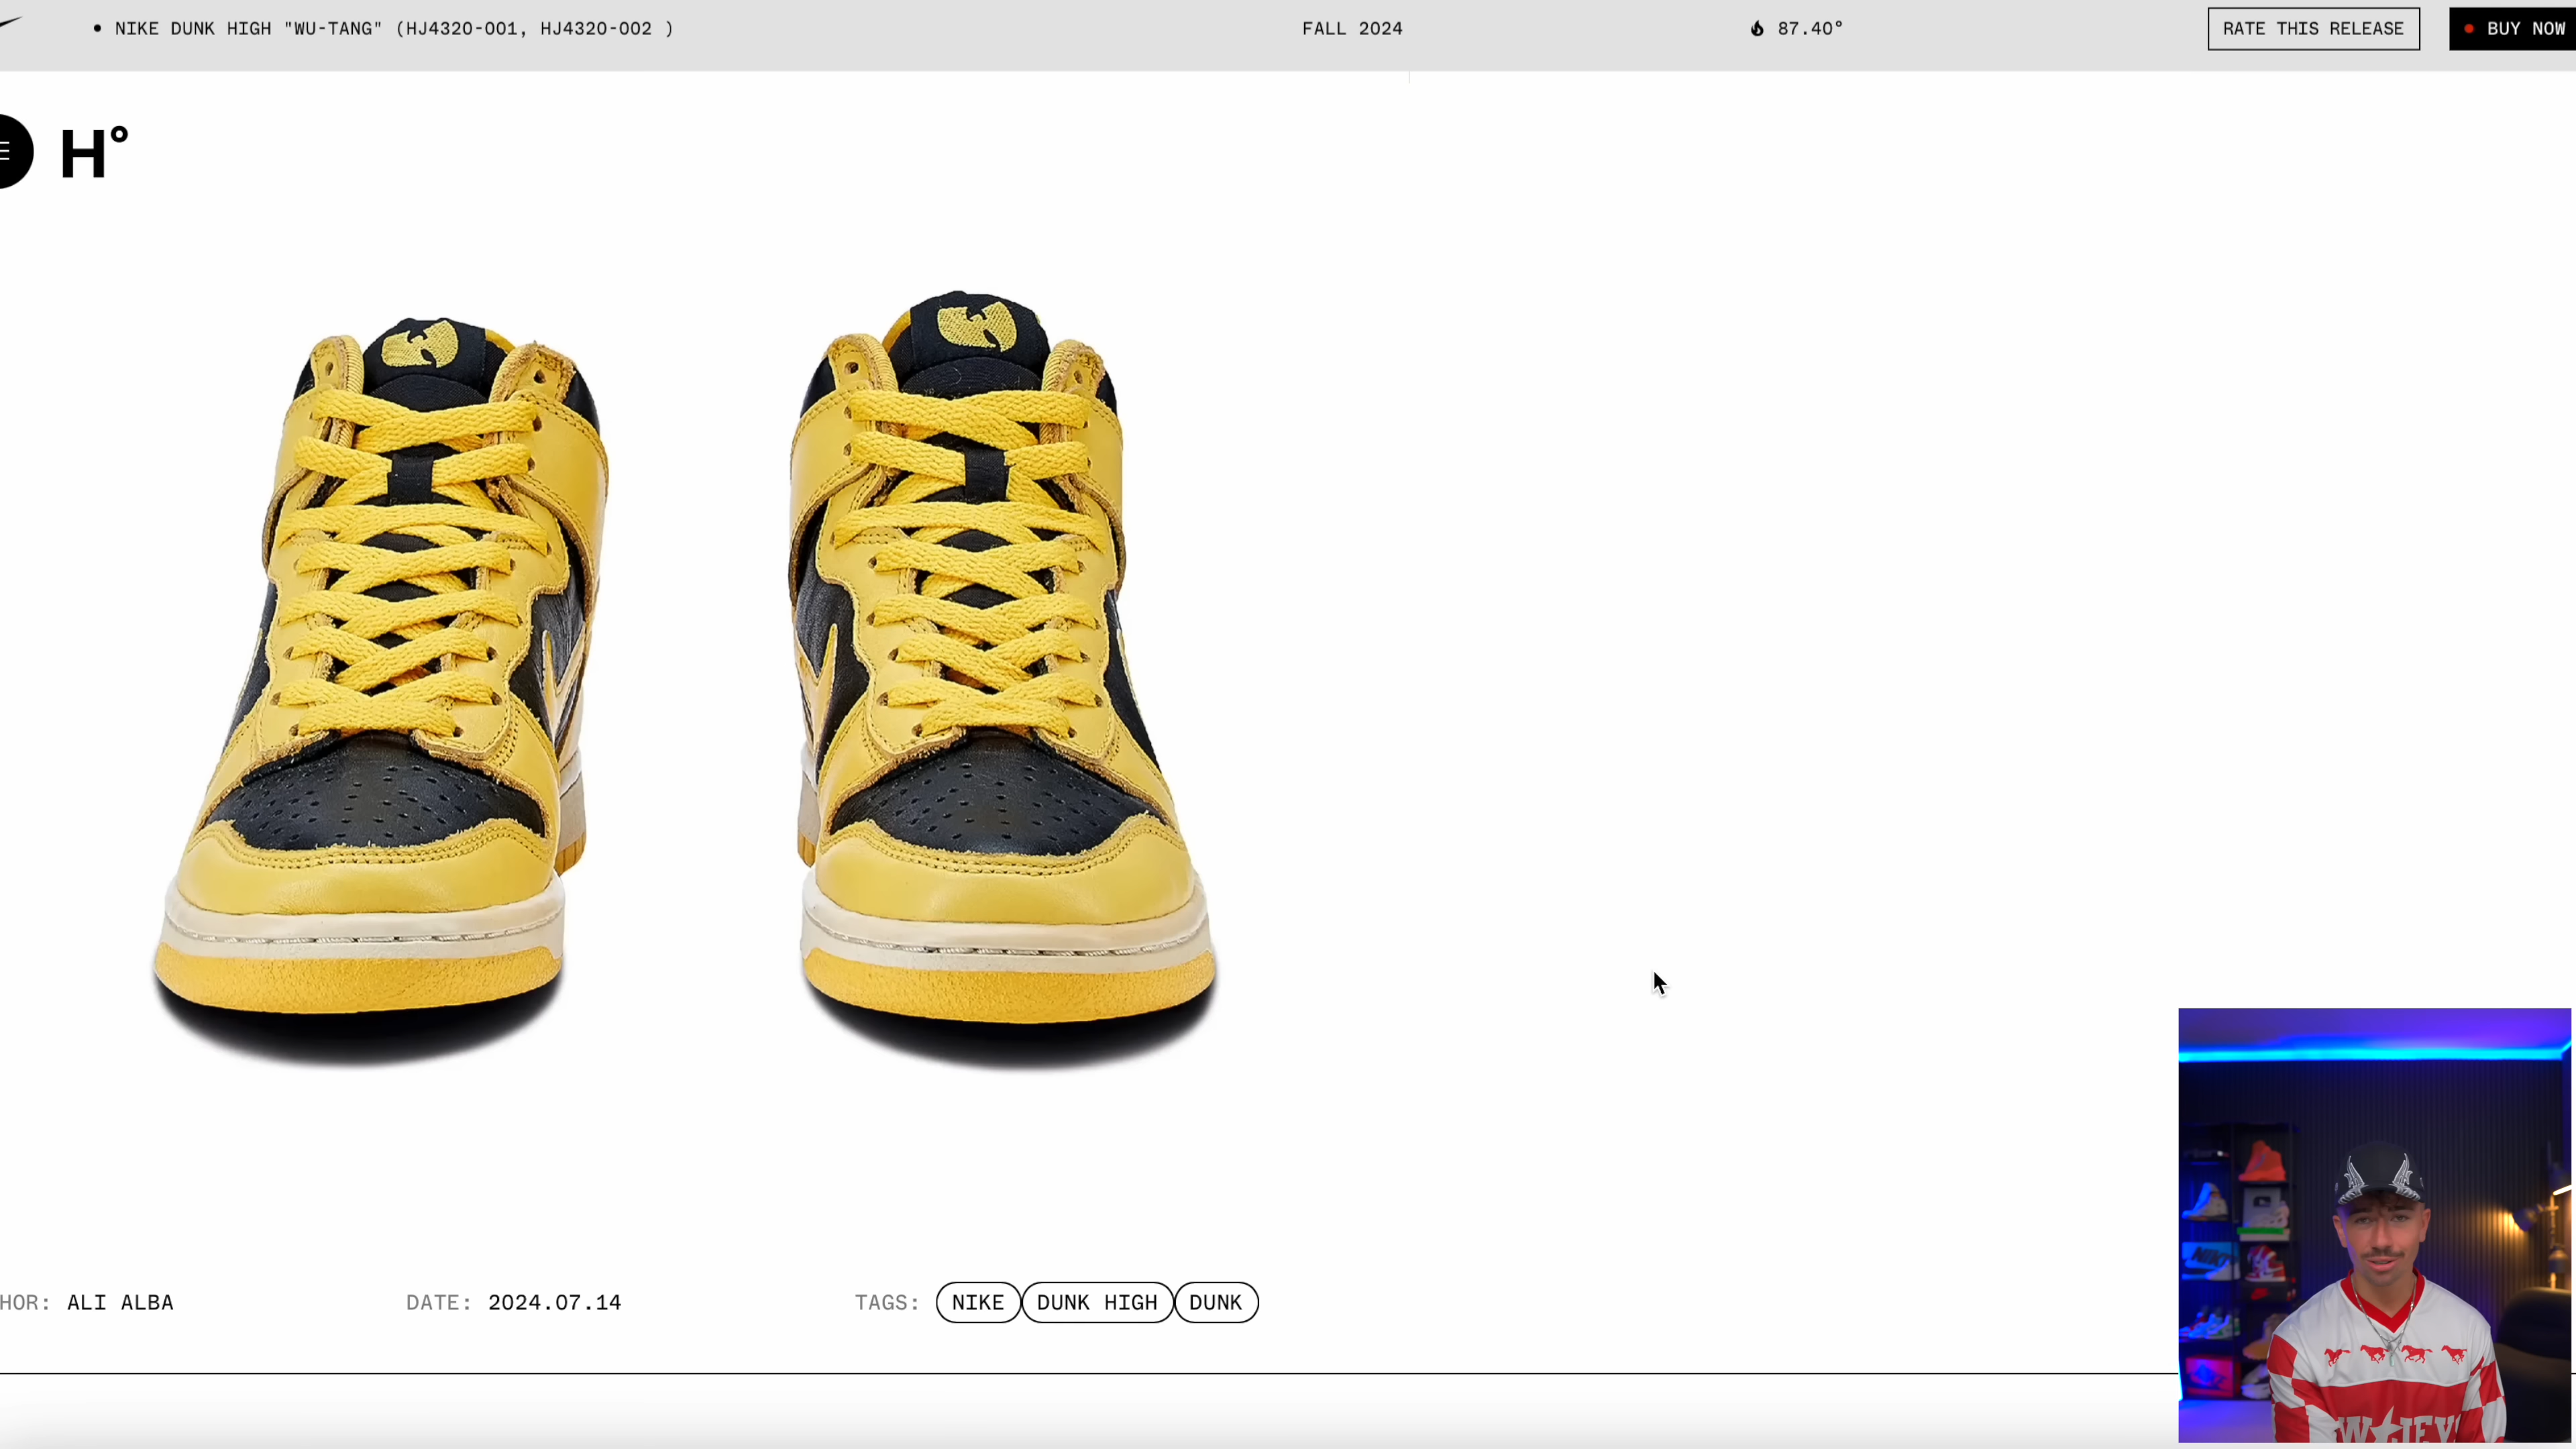 • NIKE DUNK HIGH "WU-TANG" (HJ4320-001, HJ4320-002 )
FALL 2024
87.40°
RATE THIS RELEASE
BUY NOW
H°
HOR: ALI ALBA
DATE: 2024.07.14
TAGS: NIKE DUNK HIGH DUNK